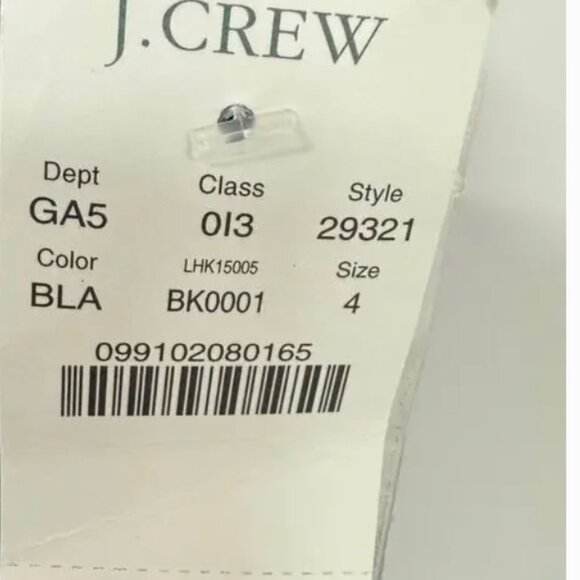 J.CREW
Dept Class Style
GA5 0I3 29321
Color LHK15005 Size
BLA BK0001 4
099102080165